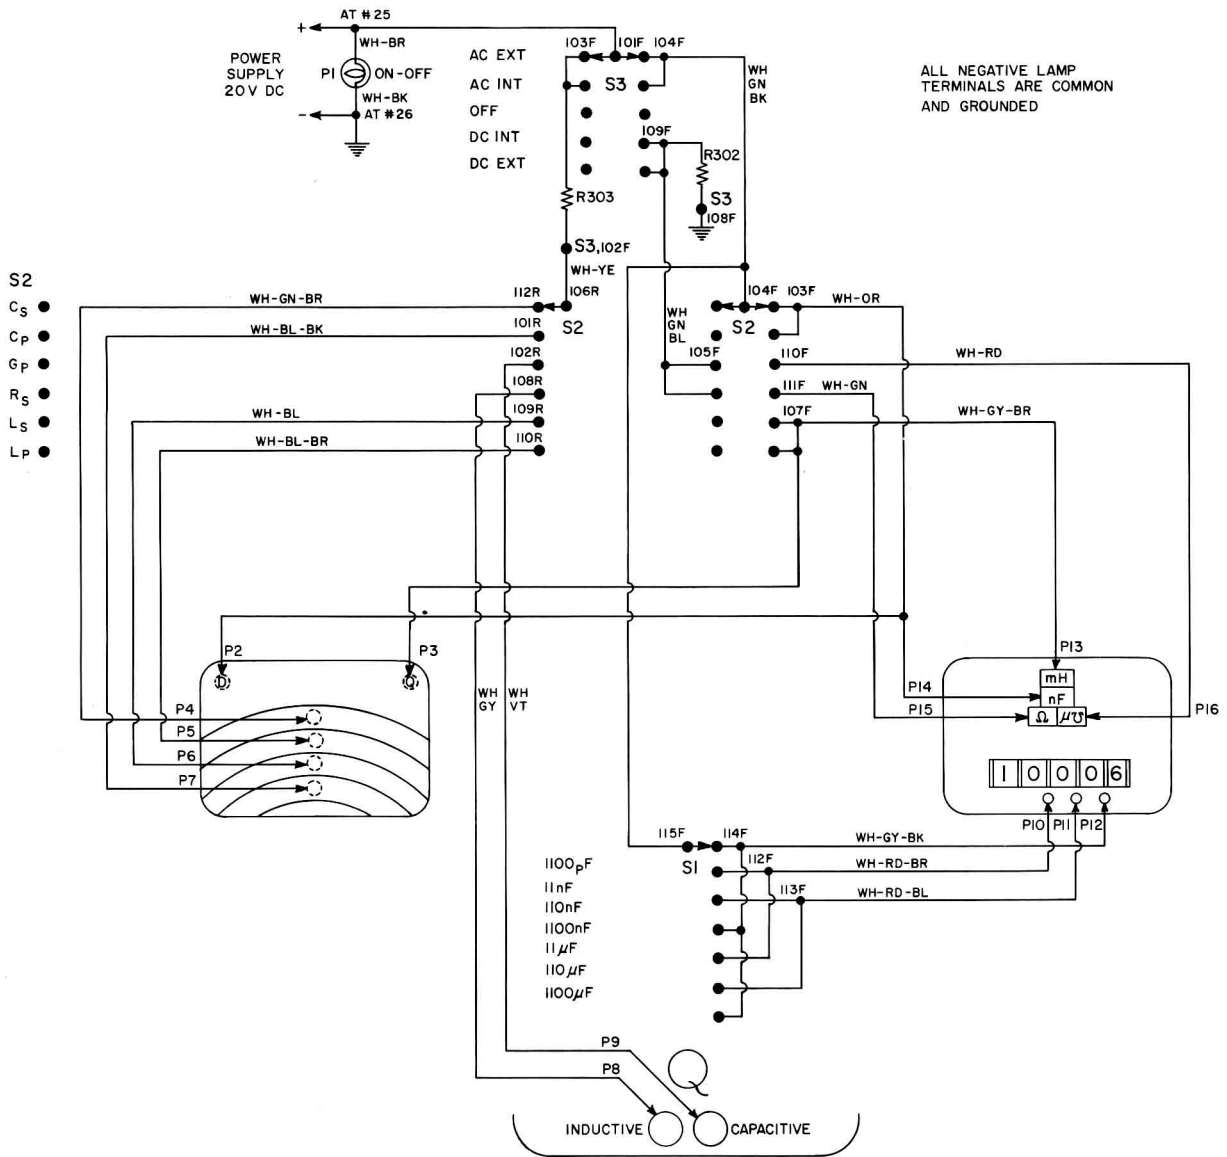 AT #25
+
WH-BR
POWER
SUPPLY
20V DC
P1
ON-OFF
WH-BK
-
AT #26
103F
101F
104F
AC EXT
AC INT
S3
OFF
109F
DC INT
DC EXT
WH
GN
BK
R302
S3
108F
R303
S3,102F
WH-YE
ALL NEGATIVE LAMP
TERMINALS ARE COMMON
AND GROUNDED
S2
CS
CP
GP
RS
LS
LP
WH-GN-BR
112R
106R
S2
WH-BL-BK
101R
102R
108R
WH-BL
109R
WH-BL-BR
110R
WH
GN
BL
104F
103F
S2
WH-OR
105F
110F
WH-RD
111F
WH-GN
107F
WH-GY-BR
P2
P3
D
Q
P4
P5
P6
P7
WH
GY
WH
VT
P13
mH
P14
nF
P15
Ω
μ℧
P16
10006
P10
P11
P12
115F
114F
S1
WH-GY-BK
112F
WH-RD-BR
113F
WH-RD-BL
1100pF
11nF
110nF
1100nF
11μF
110μF
1100μF
P9
P8
Q
INDUCTIVE
CAPACITIVE